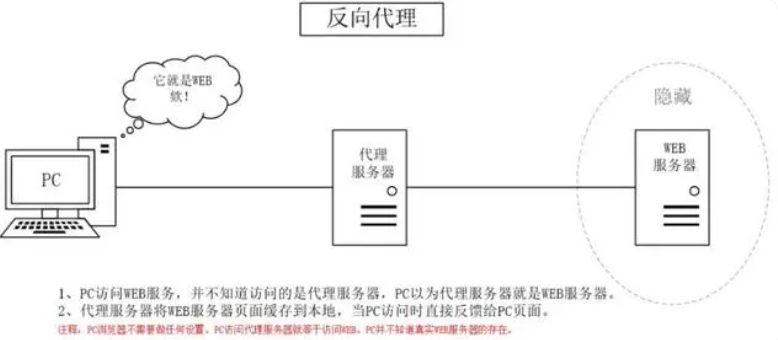 反向代理
它就是WEB
欸！
隐藏
PC
代理
服务器
WEB
服务器
1、PC访问WEB服务，并不知道访问的是代理服务器，PC以为代理服务器就是WEB服务器。
2、代理服务器将WEB服务器页面缓存到本地，当PC访问时直接反馈给PC页面。
注释：PC浏览器不需要做任何设置，PC访问代理服务器就等于访问WEB，PC并不知道真实WEB服务器的存在。